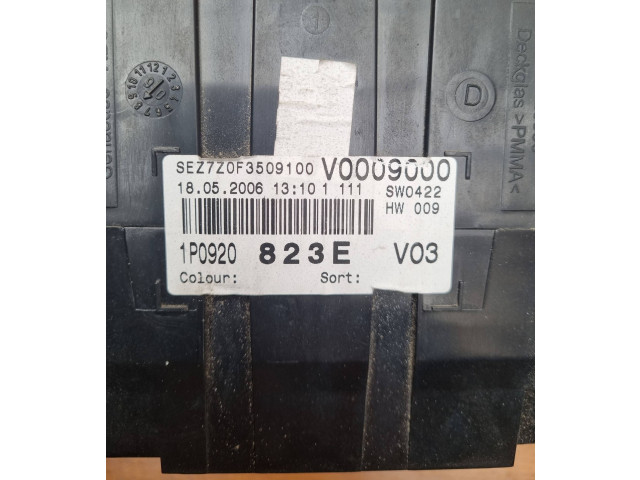 1
D
Deckglas >PMMA<
SEZ7Z0F3509100 V0009000
18.05.2006 13:10 1 111 SW0422
HW 009
1P0920 823E V03
Colour: Sort: